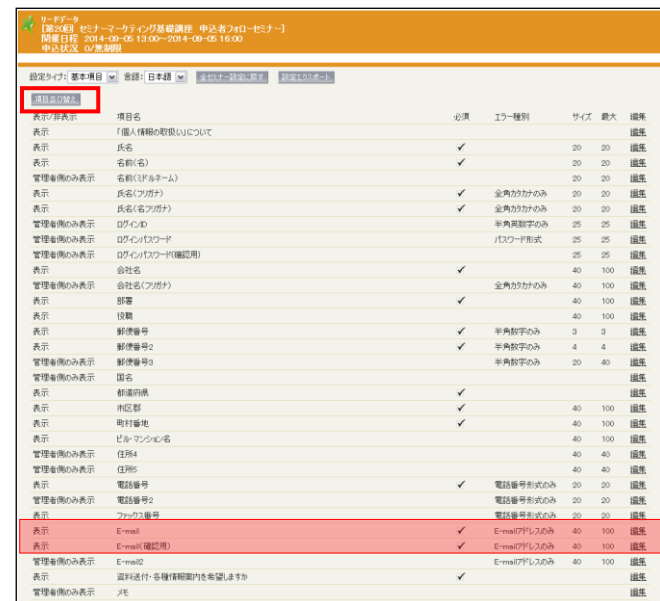 リードデータ
[第20回 セミナーマーケティング基礎講座 申込者フォローセミナー]
開催日程 2014-09-05 13:00～2014-09-05 16:00
申込状況 0/無制限
設定タイプ: 基本項目 言語: 日本語 全セミナー設定に戻す 設定エクスポート
項目並び替え
表示/非表示 項目名 必須 エラー種別 サイズ 最大 編集
表示 「個人情報の取扱い」について 編集
表示 氏名 ✓ 20 20 編集
表示 名前(名) ✓ 20 20 編集
管理者側のみ表示 名前(ミドルネーム) 20 20 編集
表示 氏名(フリガナ) ✓ 全角カタカナのみ 20 20 編集
表示 氏名(名フリガナ) ✓ 全角カタカナのみ 20 20 編集
管理者側のみ表示 ログインID 半角英数字のみ 25 25 編集
管理者側のみ表示 ログインパスワード パスワード形式 25 25 編集
管理者側のみ表示 ログインパスワード(確認用) 25 25 編集
表示 会社名 ✓ 40 100 編集
管理者側のみ表示 会社名(フリガナ) 全角カタカナのみ 40 100 編集
表示 部署 ✓ 40 100 編集
表示 役職 40 100 編集
表示 郵便番号 ✓ 半角数字のみ 3 3 編集
表示 郵便番号2 ✓ 半角数字のみ 4 4 編集
管理者側のみ表示 郵便番号3 半角数字のみ 20 40 編集
管理者側のみ表示 国名 編集
表示 都道府県 ✓ 編集
表示 市区郡 ✓ 40 100 編集
表示 町村番地 ✓ 40 100 編集
表示 ビル・マンション名 40 100 編集
管理者側のみ表示 住所4 40 40 編集
管理者側のみ表示 住所5 40 40 編集
表示 電話番号 ✓ 電話番号形式のみ 20 20 編集
管理者側のみ表示 電話番号2 電話番号形式のみ 20 20 編集
表示 ファックス番号 電話番号形式のみ 20 20 編集
表示 E-mail ✓ E-mailアドレスのみ 40 100 編集
表示 E-mail(確認用) ✓ E-mailアドレスのみ 40 100 編集
管理者側のみ表示 E-mail2 E-mailアドレスのみ 40 100 編集
表示 資料送付・各種情報案内を希望しますか ✓ 編集
管理者側のみ表示 メモ 編集